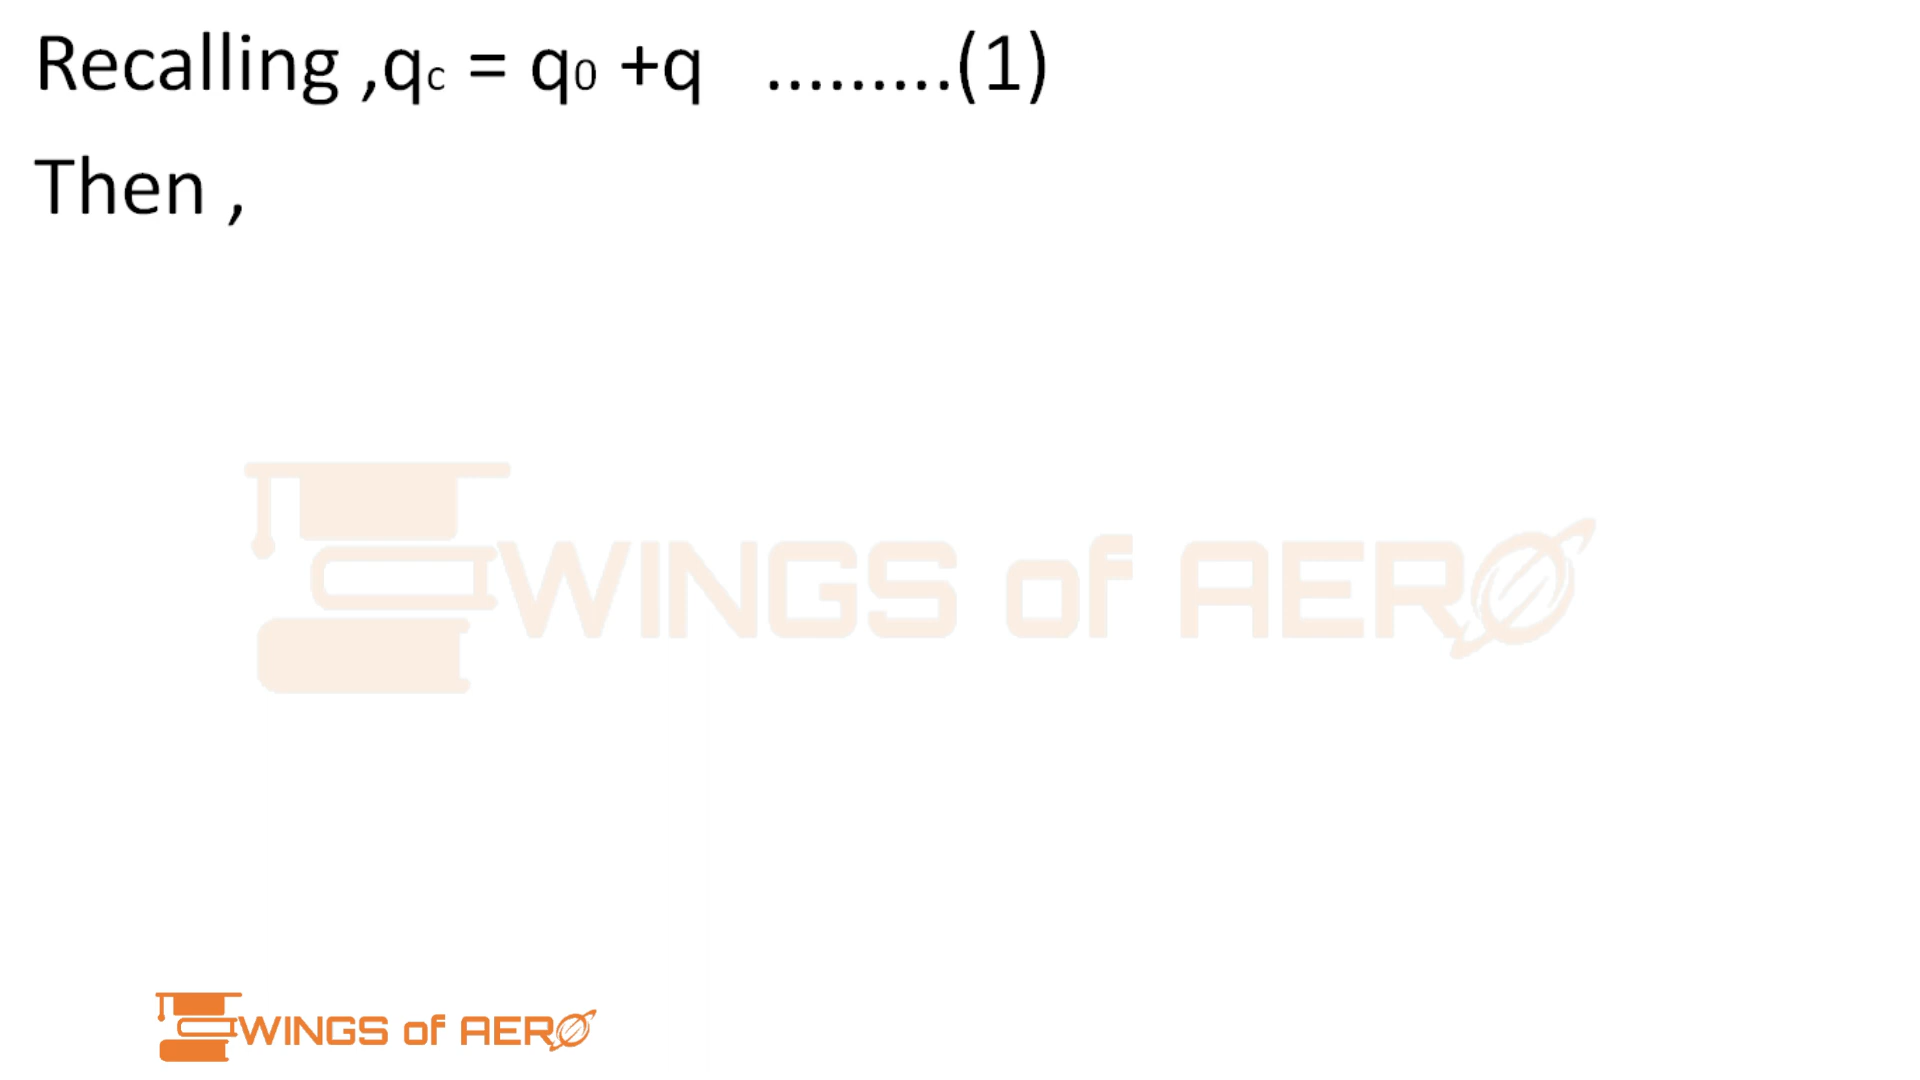 Recalling ,qc = q0 +q   .........(1)
Then ,
WINGS of AERO
WINGS of AERO